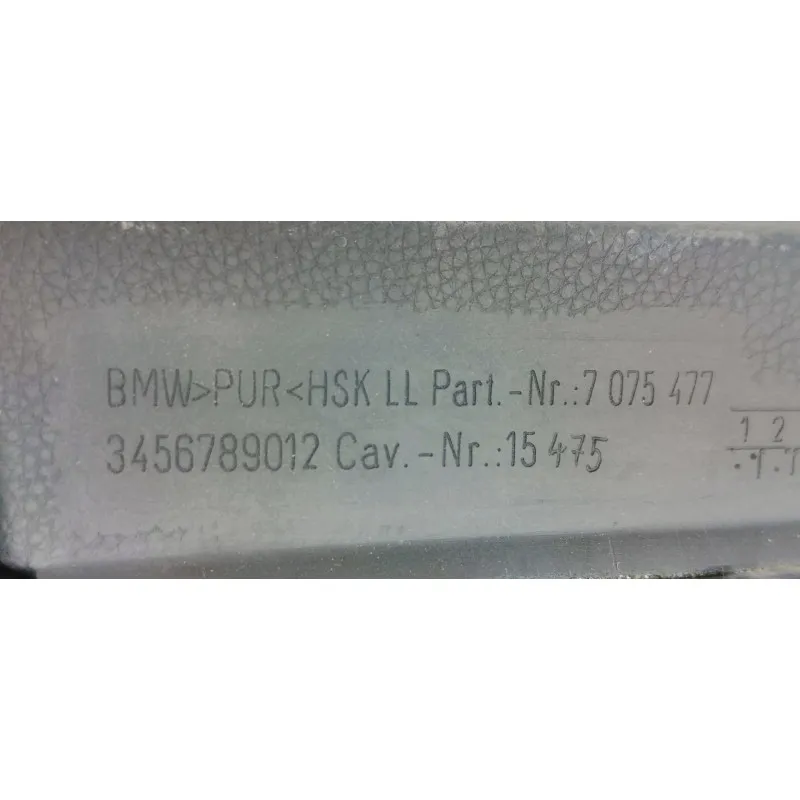 BMW>PUR<HSK LL Part.-Nr.:7 075 477
3456789012 Cav.-Nr.:15 475
1 2